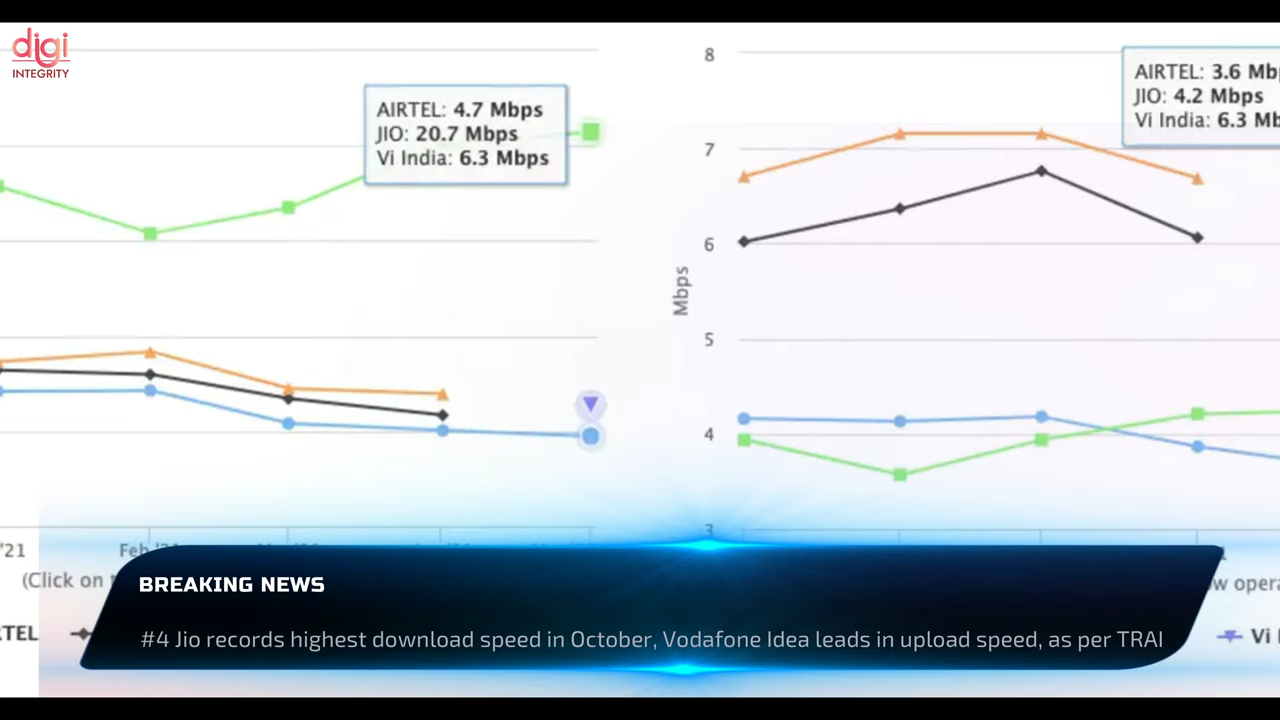 digi
INTEGRITY
AIRTEL: 4.7 Mbps
JIO: 20.7 Mbps
Vi India: 6.3 Mbps
8
7
6
5
4
3
Mbps
AIRTEL: 3.6 Mbp
JIO: 4.2 Mbps
Vi India: 6.3 Mb
'21
Feb
(Click on
RTEL
w opera
Vi
BREAKING NEWS
#4 Jio records highest download speed in October, Vodafone Idea leads in upload speed, as per TRAI